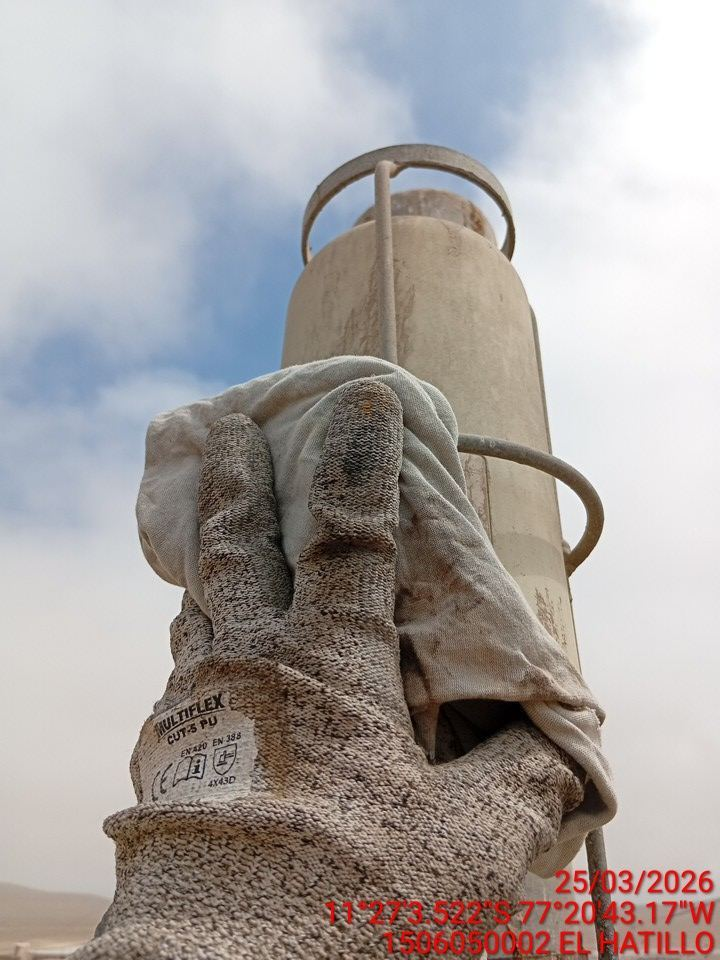 MULTIFLEX
CUT-5 PU
EN 420 EN 388
4X43D
25/03/2026
11°27'3.522"S 77°20'43.17"W
1506050002 EL HATILLO